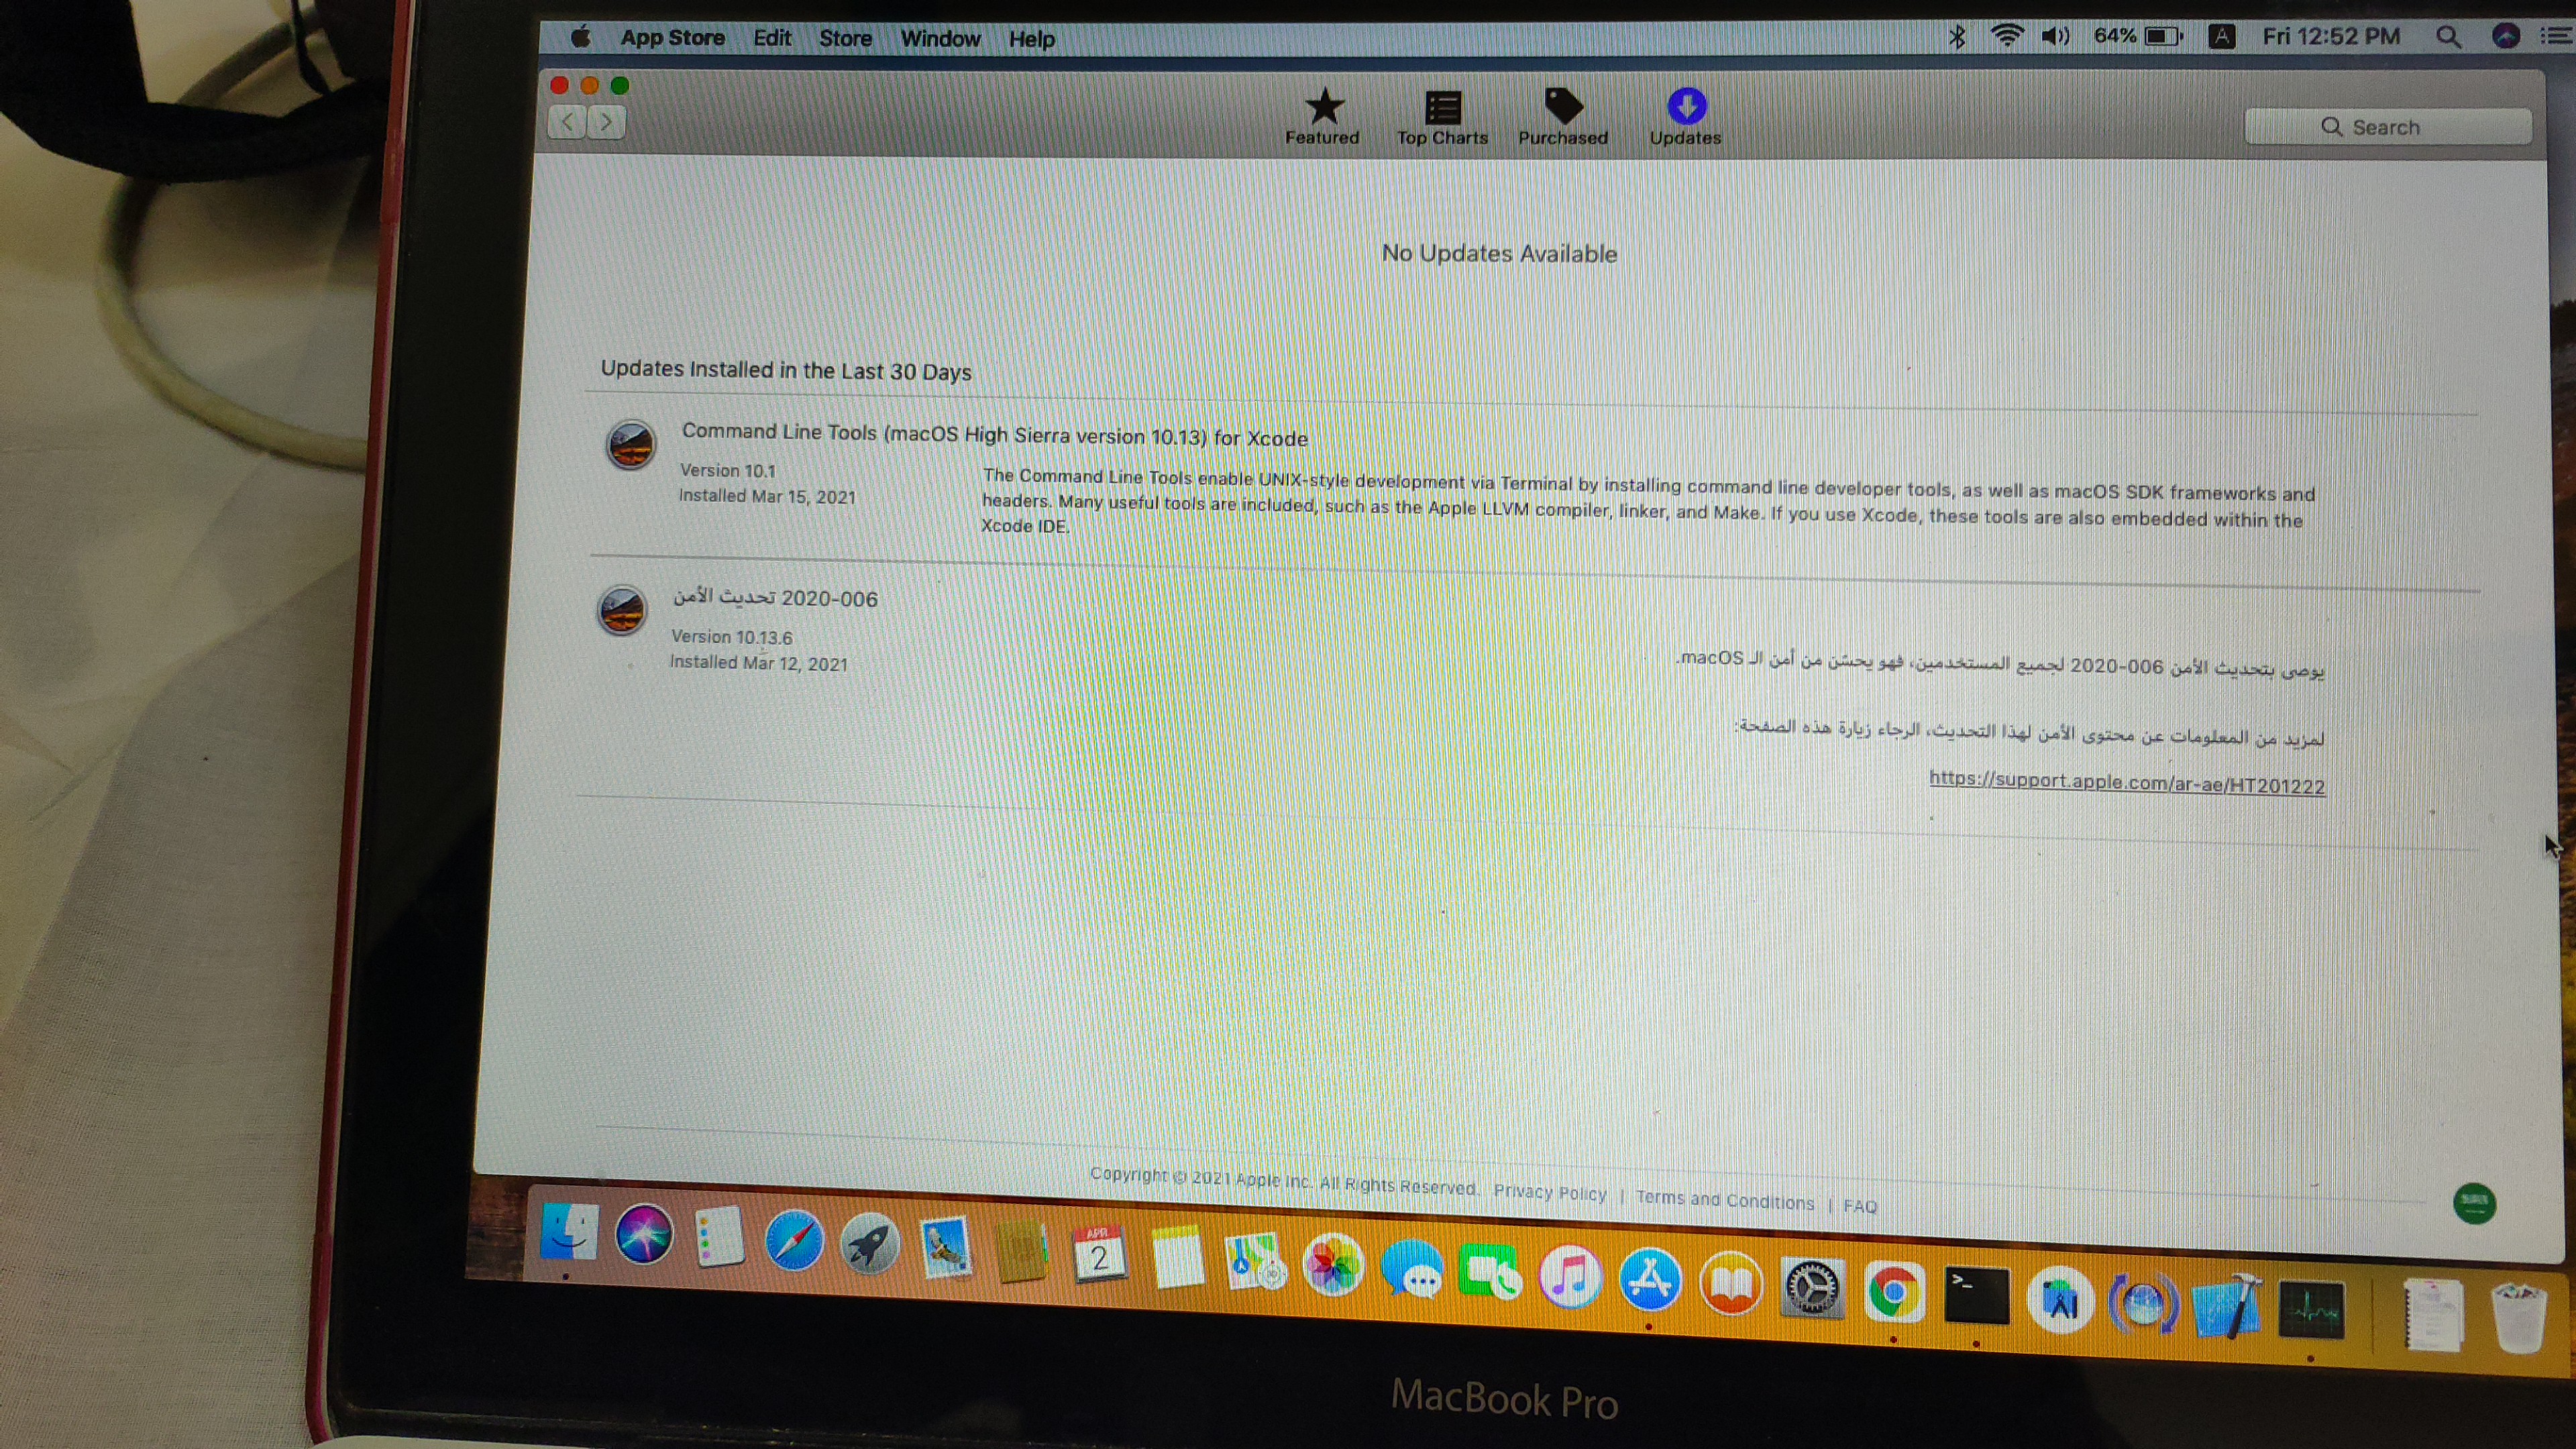 App Store Edit Store Window Help 64% A Fri 12:52 PM
Featured Top Charts Purchased Updates Search
No Updates Available
Updates Installed in the Last 30 Days
Command Line Tools (macOS High Sierra version 10.13) for Xcode
Version 10.1
Installed Mar 15, 2021
The Command Line Tools enable UNIX-style development via Terminal by installing command line developer tools, as well as macOS SDK frameworks and
headers. Many useful tools are included, such as the Apple LLVM compiler, linker, and Make. If you use Xcode, these tools are also embedded within the
Xcode IDE.
تحديث الأمن 2020-006
Version 10.13.6
Installed Mar 12, 2021
يوصى بتحديث الأمن 2020-006 لجميع المستخدمين، فهو يحسّن من أمن الـ macOS.
لمزيد من المعلومات عن محتوى الأمن لهذا التحديث، الرجاء زيارة هذه الصفحة:
https://support.apple.com/ar-ae/HT201222
Copyright © 2021 Apple Inc. All Rights Reserved. Privacy Policy | Terms and Conditions | FAQ
APR
2
>_
MacBook Pro